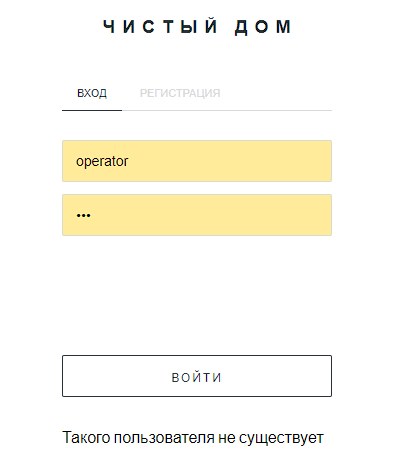 ЧИСТЫЙ ДОМ
ВХОД РЕГИСТРАЦИЯ
operator
•••
ВОЙТИ
Такого пользователя не существует